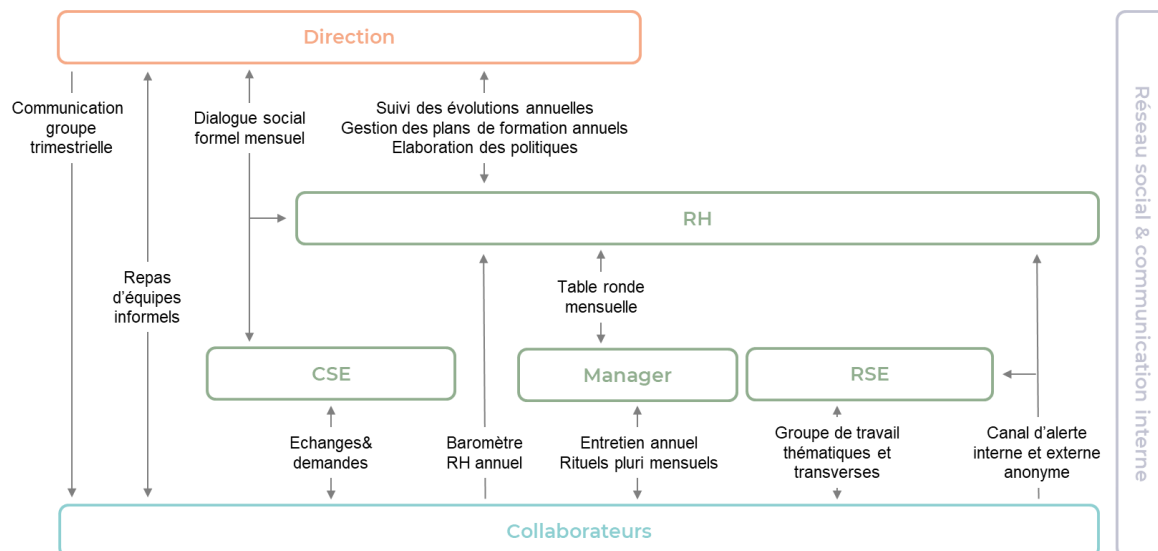 Direction
Communication
groupe
trimestrielle
Dialogue social
formel mensuel
Suivi des évolutions annuelles
Gestion des plans de formation annuels
Elaboration des politiques
RH
Repas
d'équipes
informels
Table ronde
mensuelle
CSE
Manager
RSE
Echanges&
demandes
Baromètre
RH annuel
Entretien annuel
Rituels pluri mensuels
Groupe de travail
thématiques et
transverses
Canal d'alerte
interne et externe
anonyme
Collaborateurs
Réseau social & communication interne